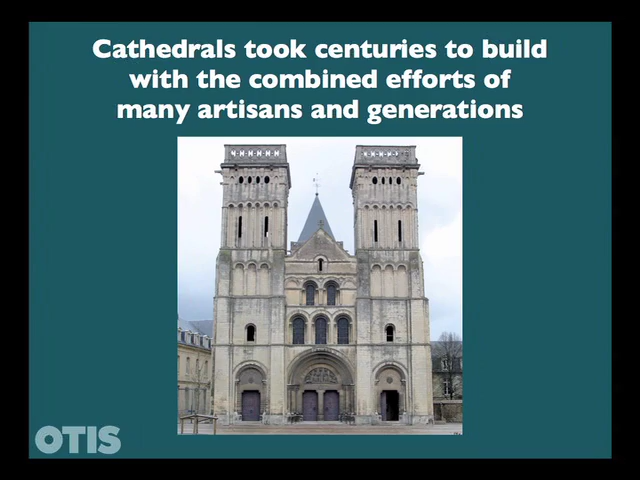 Cathedrals took centuries to build
with the combined efforts of
many artisans and generations
OTIS